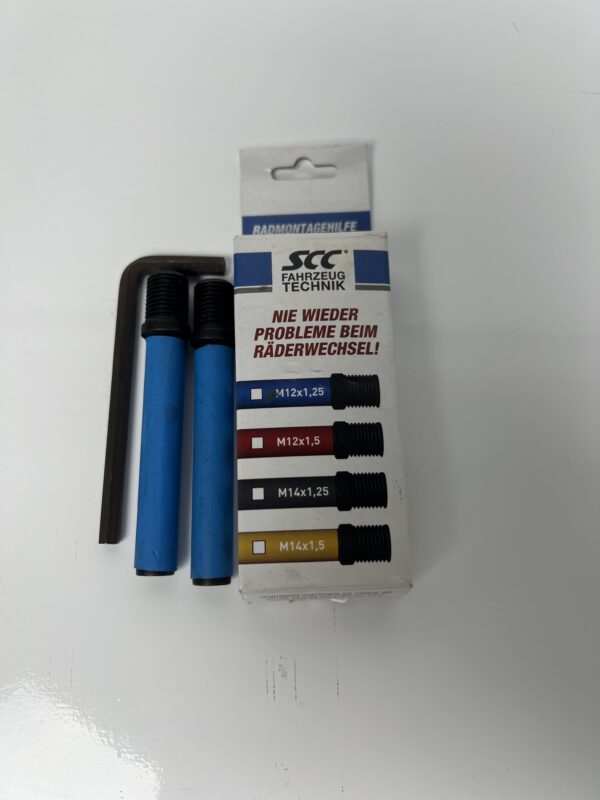 RADMONTAGEHILFE
SCC
FAHRZEUG
TECHNIK
NIE WIEDER
PROBLEME BEIM
RÄDERWECHSEL!
M12x1,25
M12x1,5
M14x1,25
M14x1,5